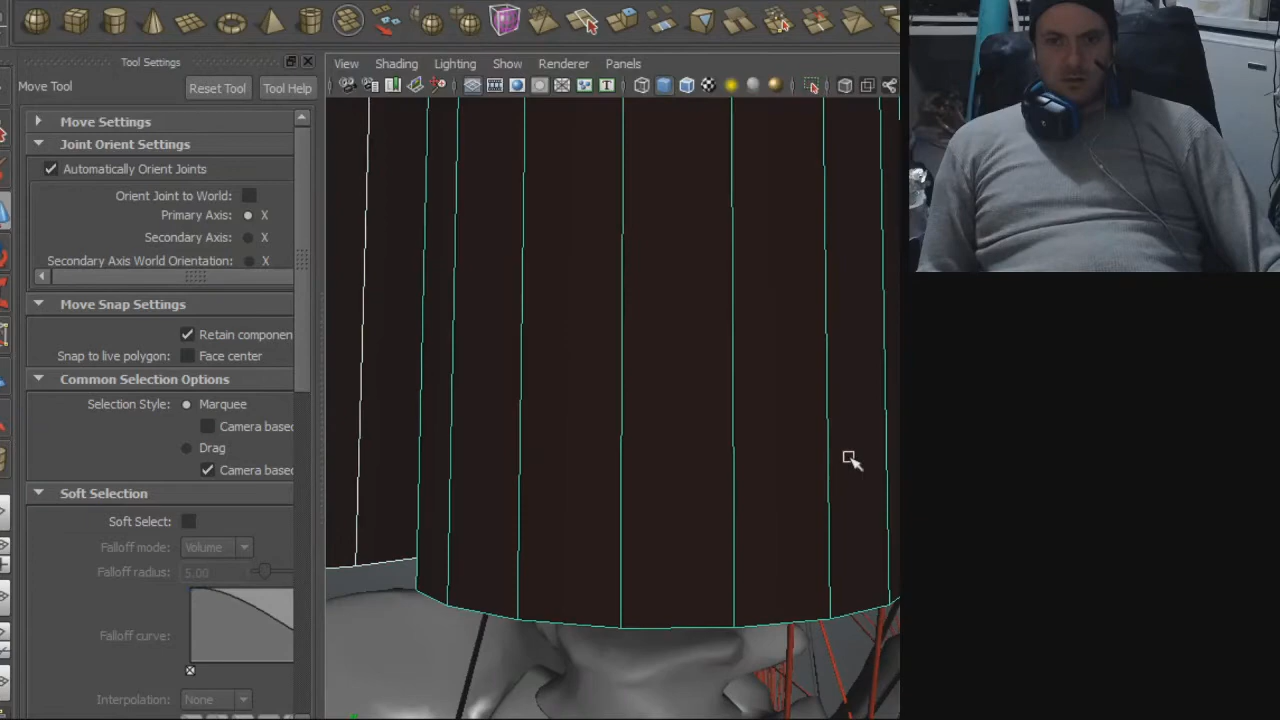 Tool Settings
View Shading Lighting Show Renderer Panels
Move Tool Reset Tool Tool Help
Move Settings
Joint Orient Settings
Automatically Orient Joints
Orient Joint to World:
Primary Axis: X
Secondary Axis: X
Secondary Axis World Orientation: X
Move Snap Settings
Retain componen
Snap to live polygon: Face center
Common Selection Options
Selection Style: Marquee
Camera based
Drag
Camera based
Soft Selection
Soft Select:
Falloff mode: Volume
Falloff radius: 5.00
Falloff curve:
Interpolation: None